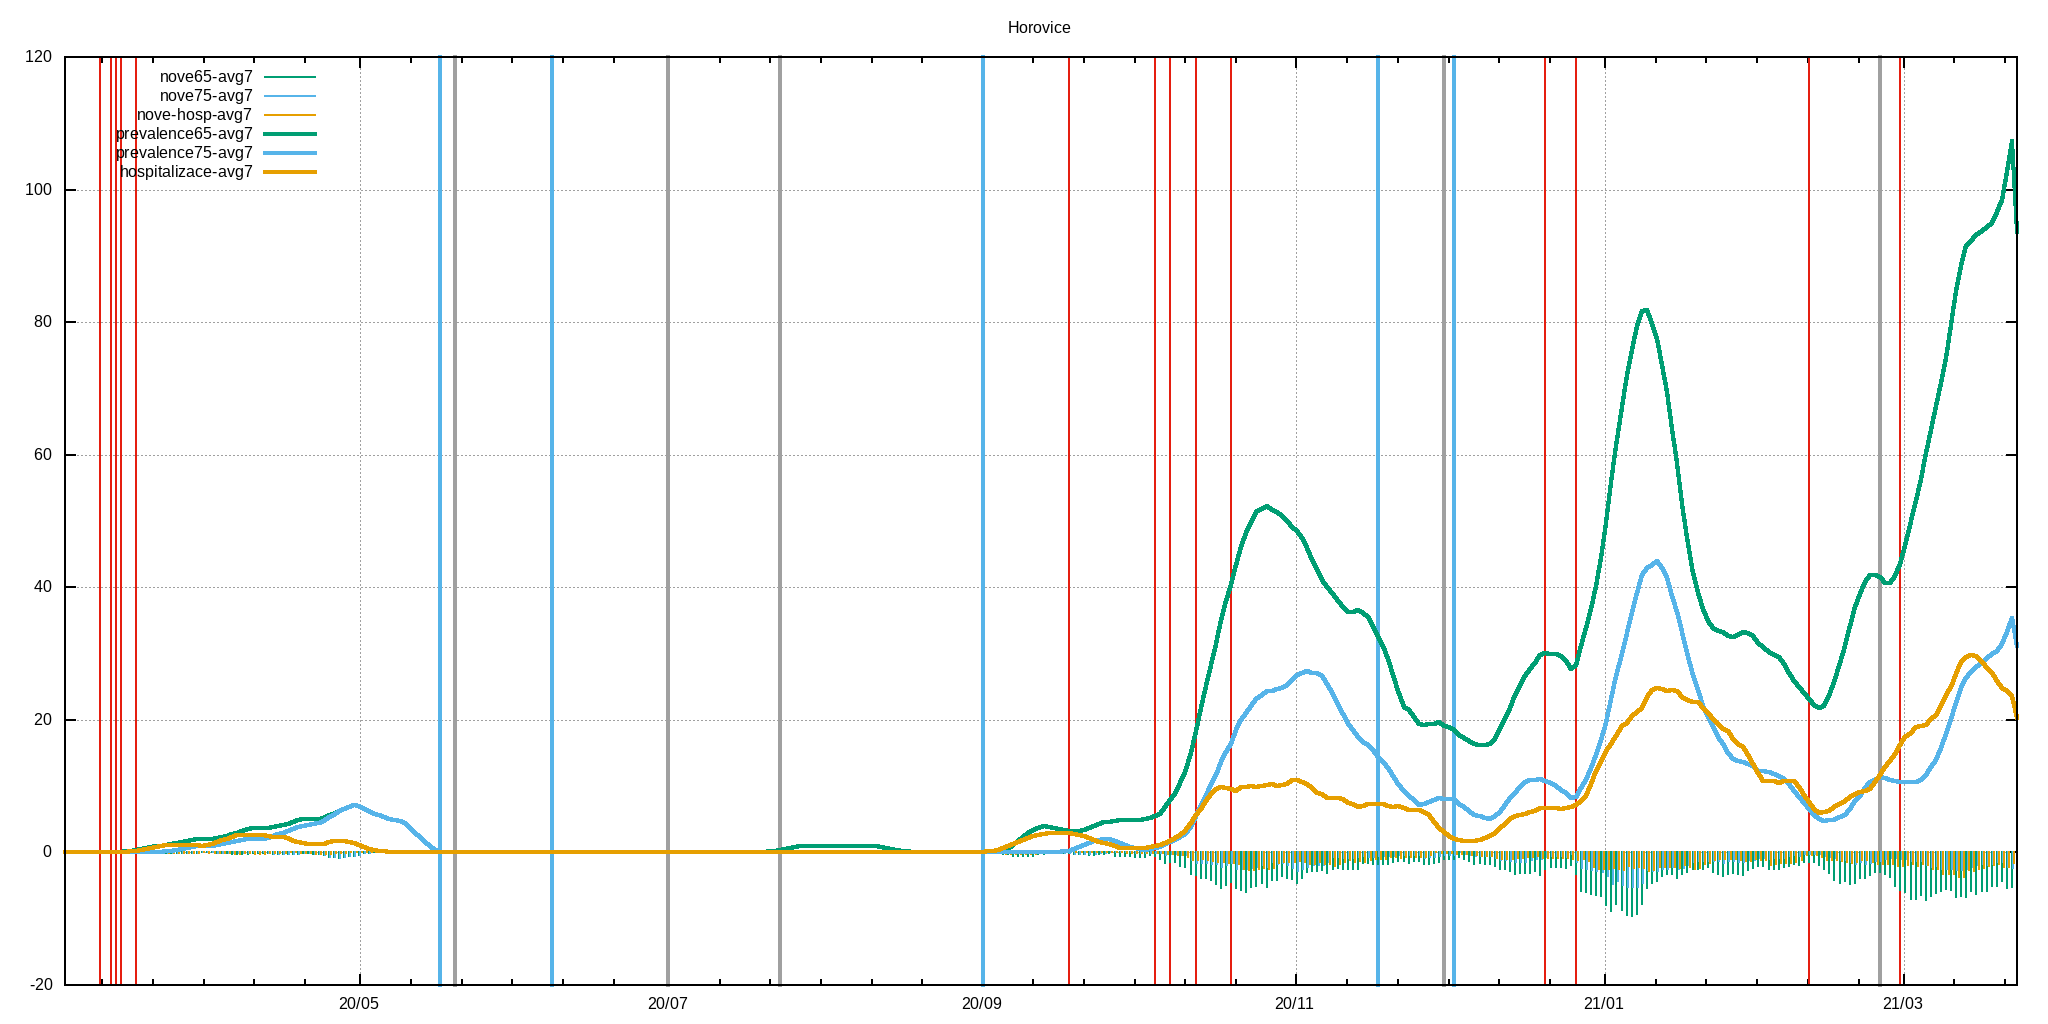 Horovice
120
100
80
60
40
20
0
-20
nove65-avg7
nove75-avg7
nove-hosp-avg7
prevalence65-avg7
prevalence75-avg7
hospitalizace-avg7
20/05 20/07 20/09 20/11 21/01 21/03